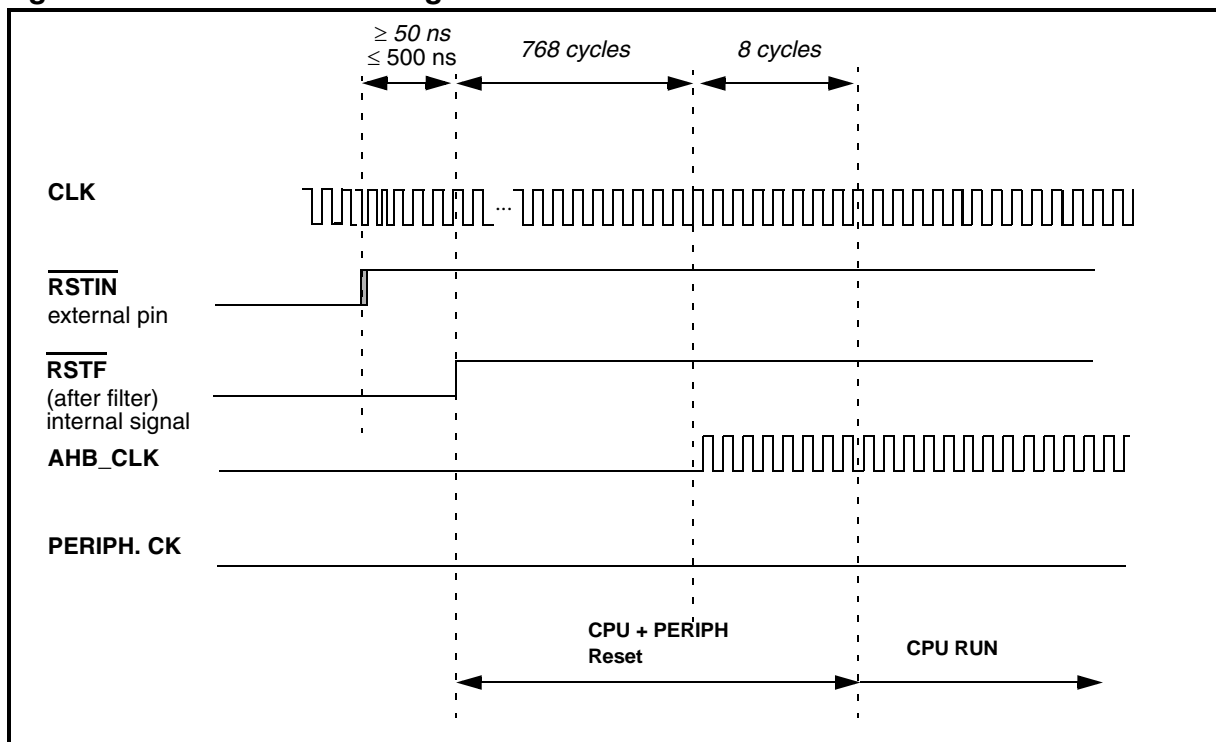 ≥ 50 ns
≤ 500 ns
768 cycles
8 cycles
CLK
...
RSTIN
external pin
RSTF
(after filter)
internal signal
AHB_CLK
PERIPH. CK
CPU + PERIPH
Reset
CPU RUN